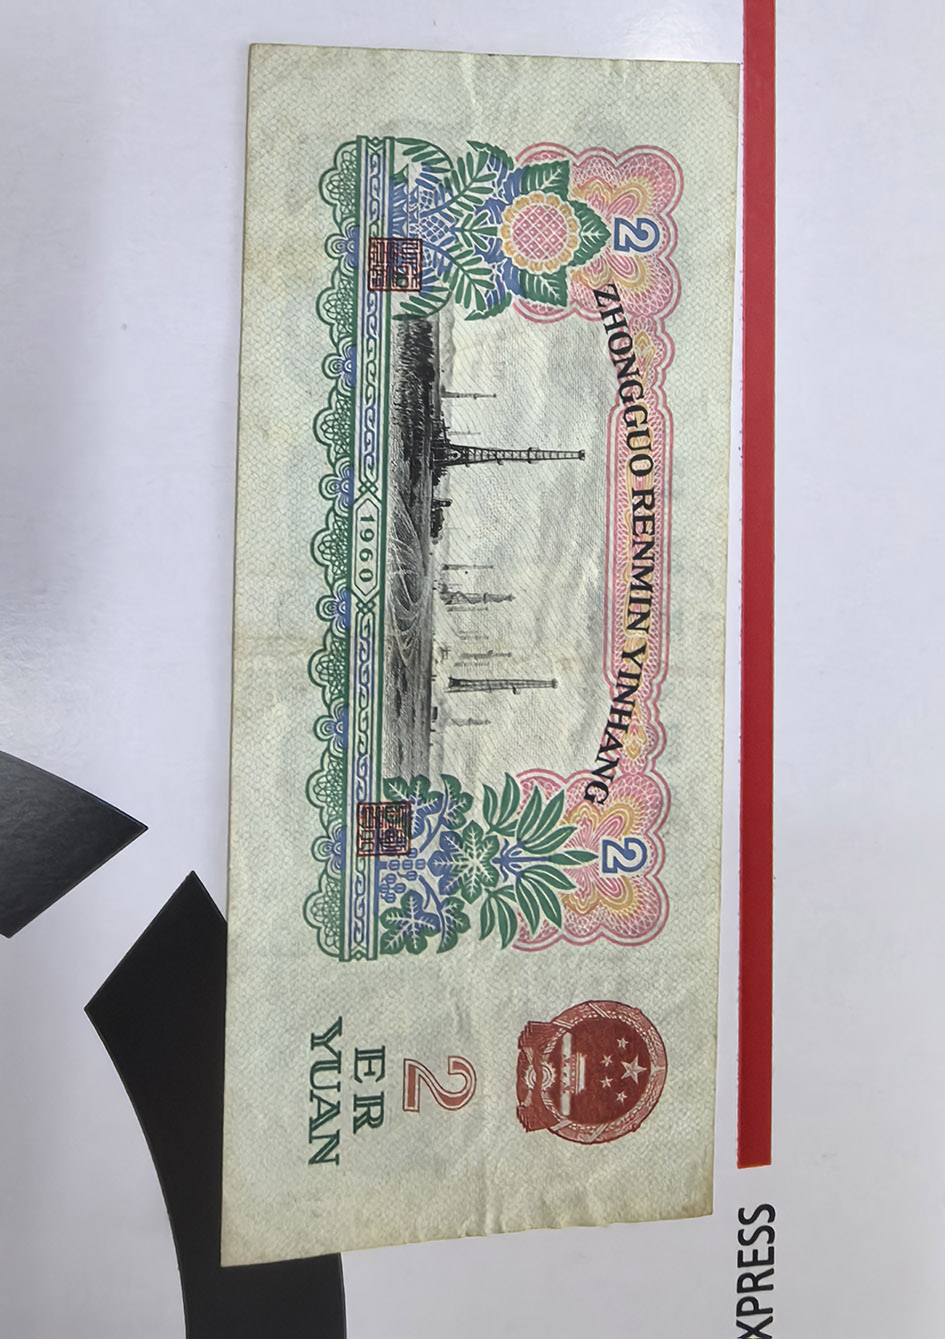 2
2
ZHONGGUO RENMIN YINHANG
1960
2
ER
YUAN
XPRESS